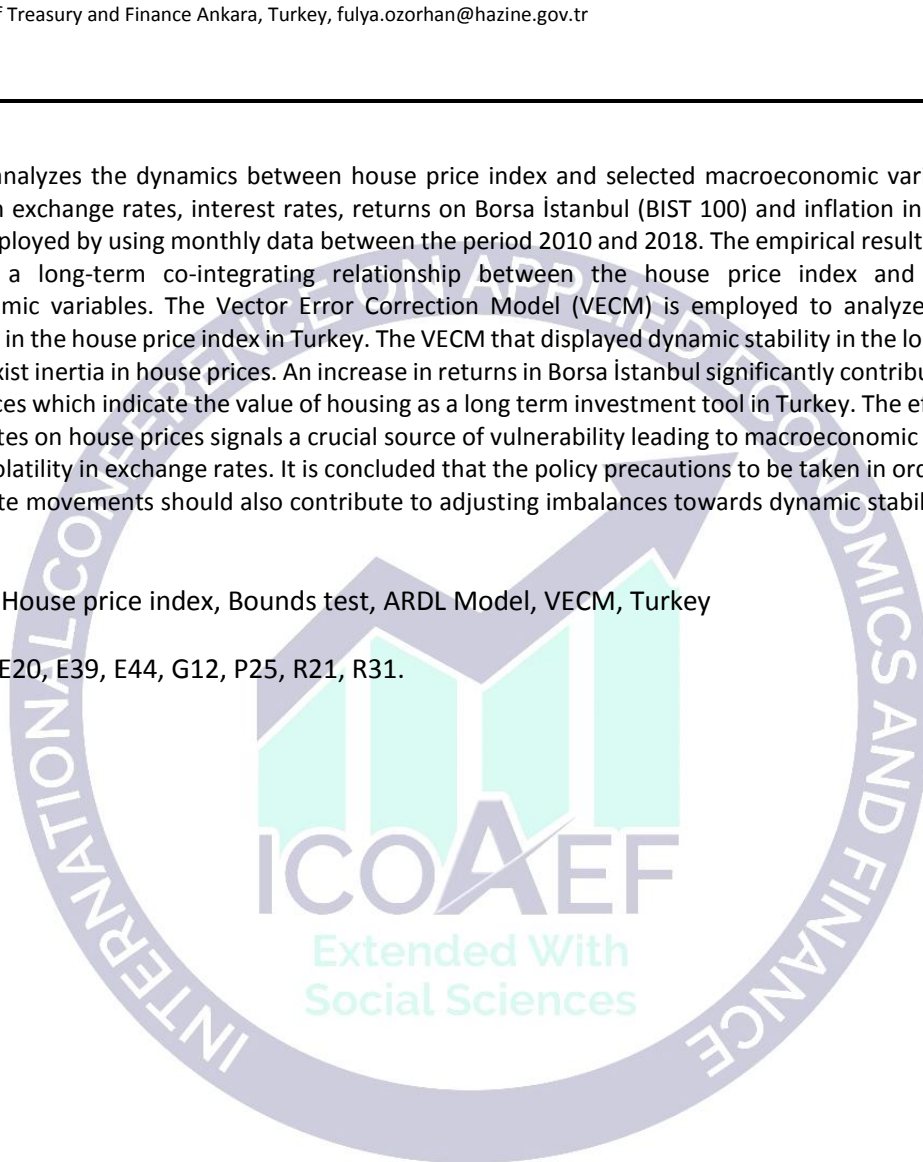 f Treasury and Finance Ankara, Turkey, fulya.ozorhan@hazine.gov.tr
nalyzes the dynamics between house price index and selected macroeconomic var
n exchange rates, interest rates, returns on Borsa İstanbul (BIST 100) and inflation in
ployed by using monthly data between the period 2010 and 2018. The empirical result
a long-term co-integrating relationship between the house price index and
mic variables. The Vector Error Correction Model (VECM) is employed to analyze
in the house price index in Turkey. The VECM that displayed dynamic stability in the lo
xist inertia in house prices. An increase in returns in Borsa İstanbul significantly contribu
ces which indicate the value of housing as a long term investment tool in Turkey. The ef
tes on house prices signals a crucial source of vulnerability leading to macroeconomic
olatility in exchange rates. It is concluded that the policy precautions to be taken in ord
te movements should also contribute to adjusting imbalances towards dynamic stabil
House price index, Bounds test, ARDL Model, VECM, Turkey
E20, E39, E44, G12, P25, R21, R31.
INTERNATIONAL CONFERENCE ON APPLIED ECONOMICS AND FINANCE
ICOAEF
Extended With
Social Sciences